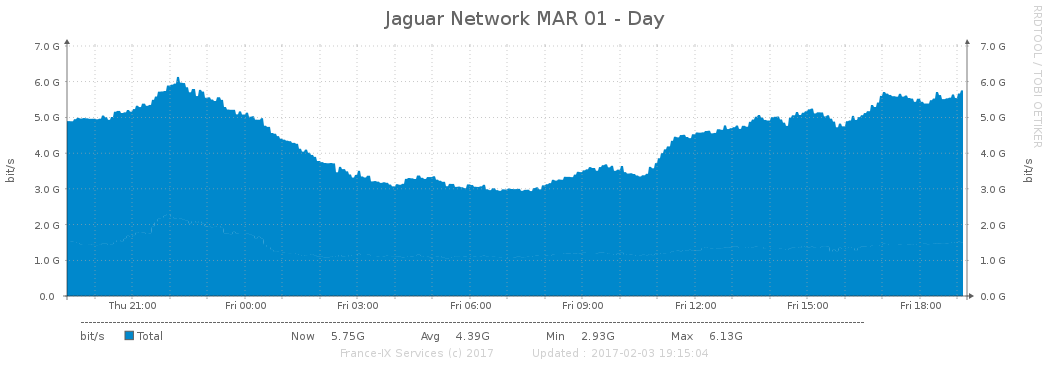 Jaguar Network MAR 01 - Day
RRDTOOL / TOBI OETIKER
7.0 G 7.0 G
6.0 G 6.0 G
5.0 G 5.0 G
4.0 G 4.0 G
3.0 G 3.0 G
2.0 G 2.0 G
1.0 G 1.0 G
0.0 0.0 G
bit/s bit/s
Thu 21:00 Fri 00:00 Fri 03:00 Fri 06:00 Fri 09:00 Fri 12:00 Fri 15:00 Fri 18:00
bit/s Total Now 5.75G Avg 4.39G Min 2.93G Max 6.13G
France-IX Services (c) 2017 Updated : 2017-02-03 19:15:04